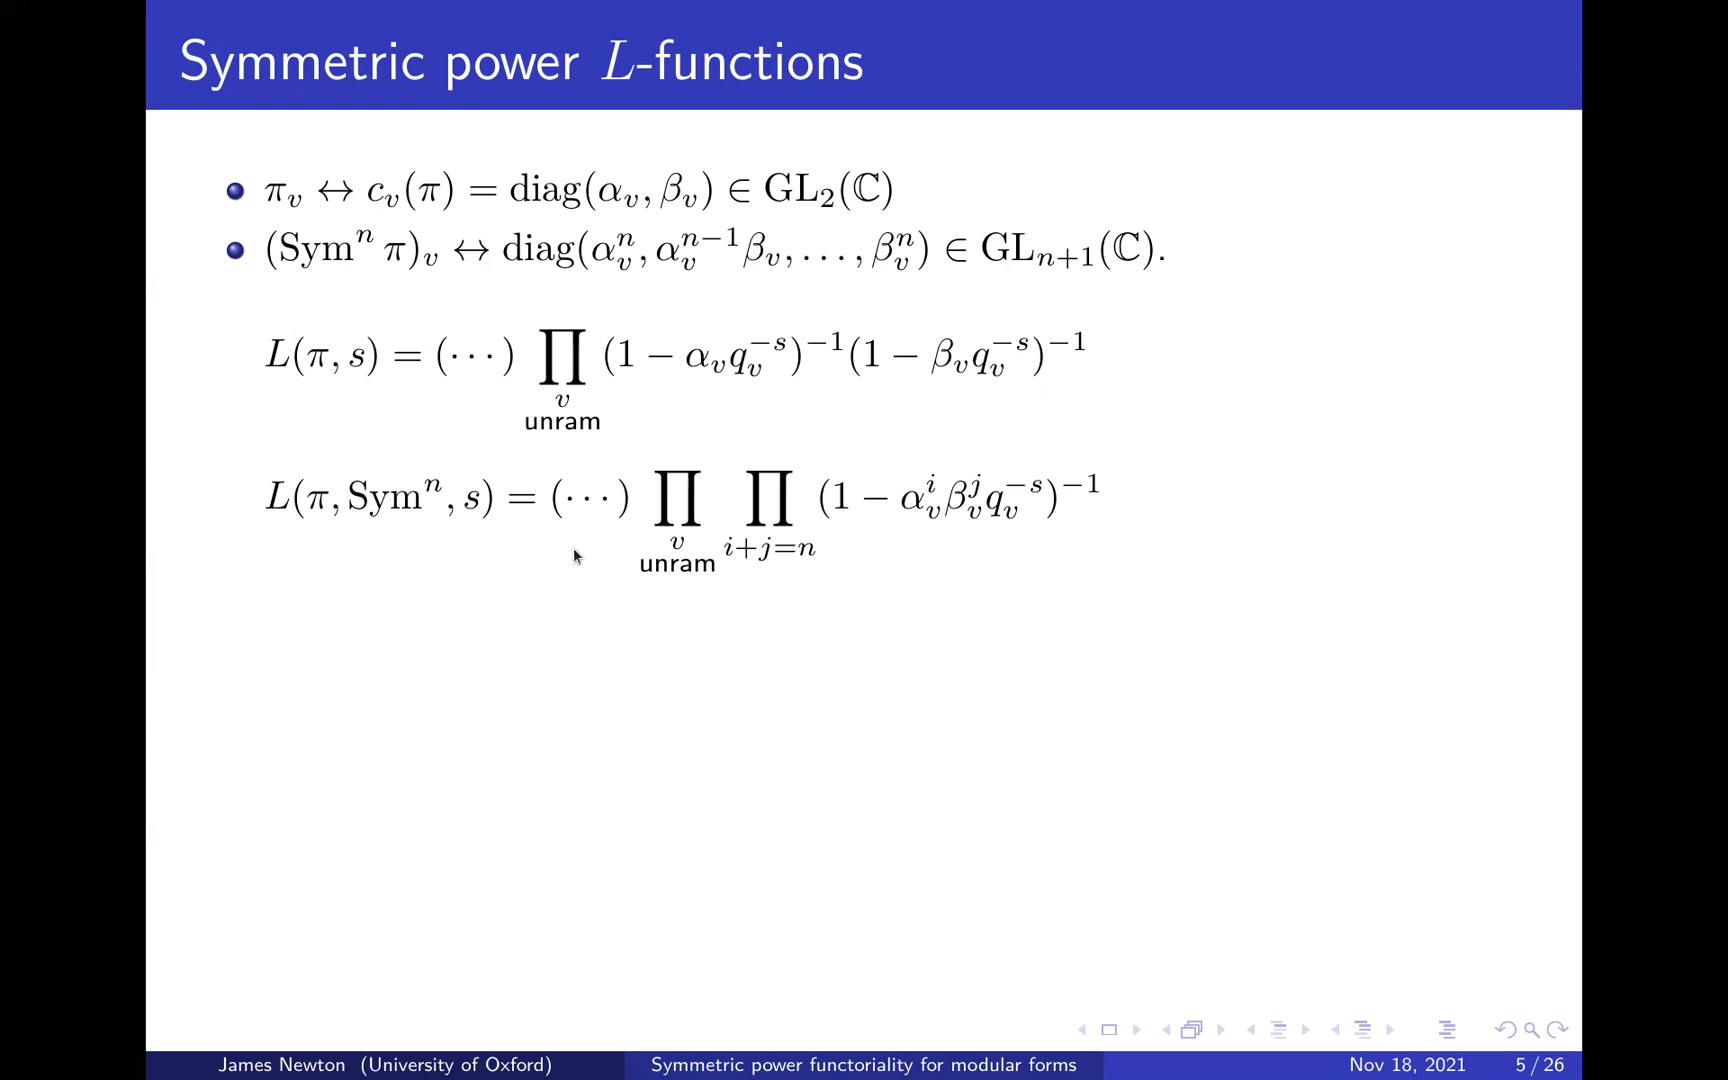 Symmetric power L-functions
π_v ↔ c_v(π) = diag(α_v, β_v) ∈ GL_2(ℂ)
(Sym^n π)_v ↔ diag(α_v^n, α_v^{n−1}β_v, . . . , β_v^n) ∈ GL_{n+1}(ℂ).
L(π, s) = (· · ·) ∏_{v unram} (1 − α_v q_v^{−s})^{−1}(1 − β_v q_v^{−s})^{−1}
L(π, Sym^n, s) = (· · ·) ∏_{v unram} ∏_{i+j=n} (1 − α_v^i β_v^j q_v^{−s})^{−1}
James Newton (University of Oxford) Symmetric power functoriality for modular forms Nov 18, 2021 5 / 26